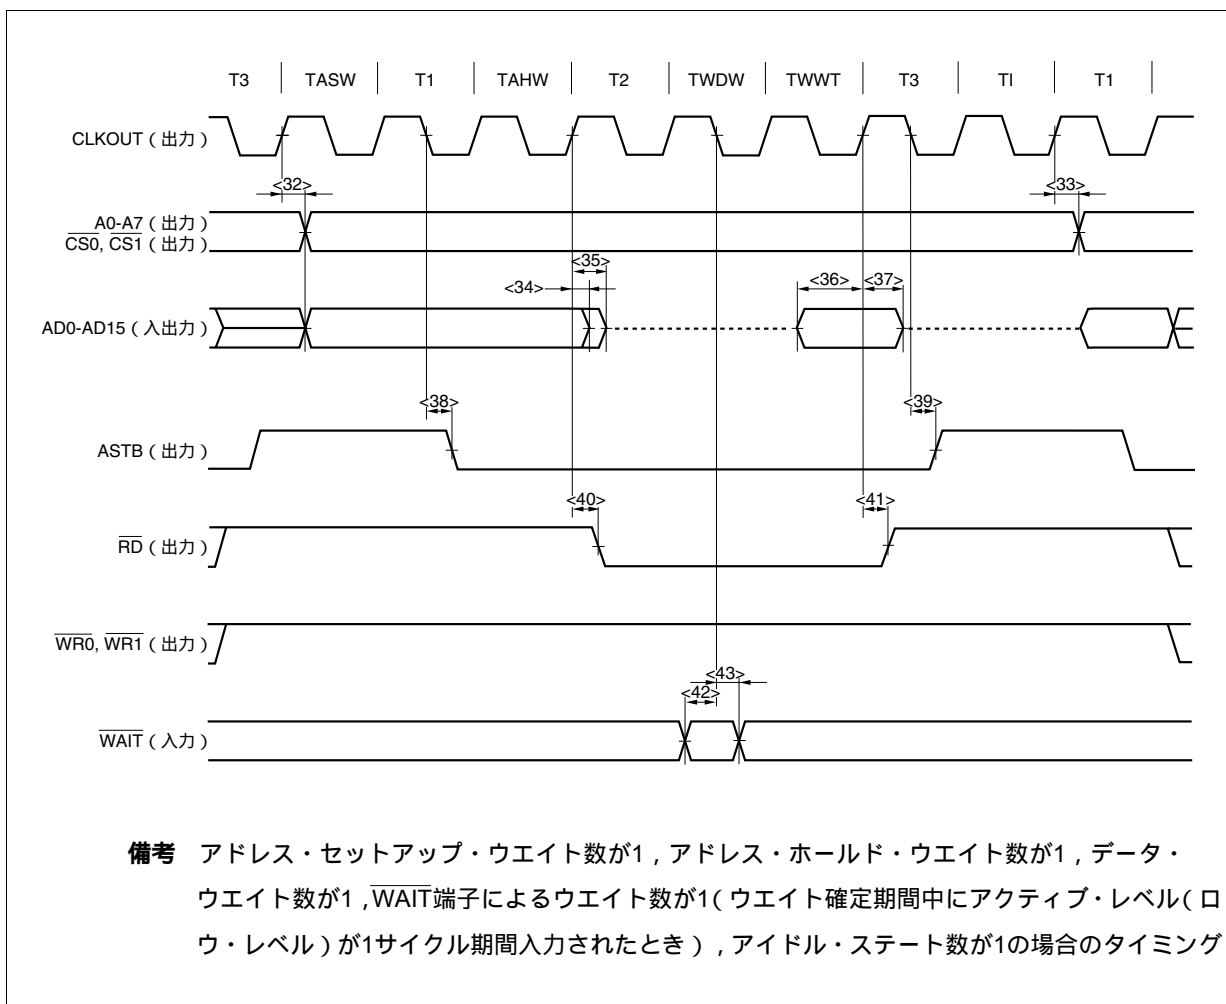 T3 TASW T1 TAHW T2 TWDW TWWT T3 TI T1
CLKOUT（出力）
<32> <33>
A0-A7（出力）
CS0, CS1（出力）
<35>
<34> <36> <37>
AD0-AD15（入出力）
<38> <39>
ASTB（出力）
<40> <41>
RD（出力）
WR0, WR1（出力）
<43>
<42>
WAIT（入力）
備考 アドレス・セットアップ・ウエイト数が1，アドレス・ホールド・ウエイト数が1，データ・
ウエイト数が1，WAIT端子によるウエイト数が1（ウエイト確定期間中にアクティブ・レベル（ロ
ウ・レベル）が1サイクル期間入力されたとき），アイドル・ステート数が1の場合のタイミング